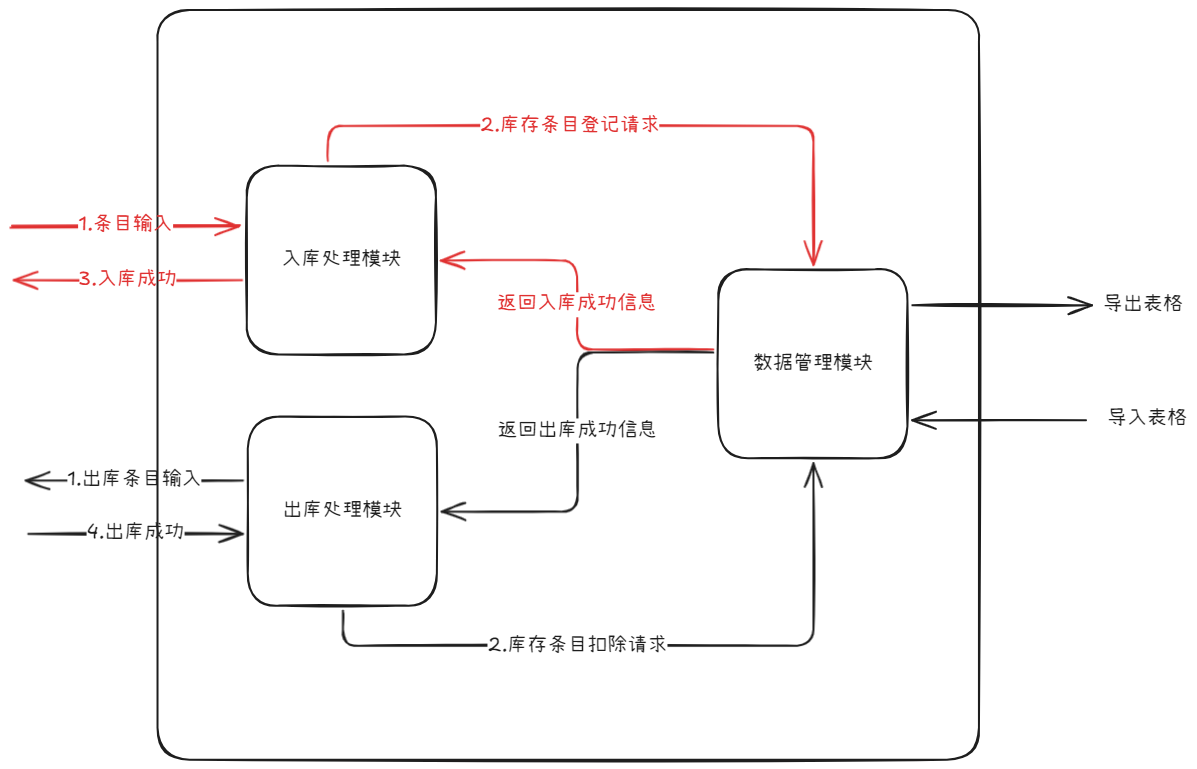 2.库存条目登记请求
1.条目输入
入库处理模块
3.入库成功
返回入库成功信息
导出表格
数据管理模块
导入表格
返回出库成功信息
1.出库条目输入
出库处理模块
4.出库成功
2.库存条目扣除请求